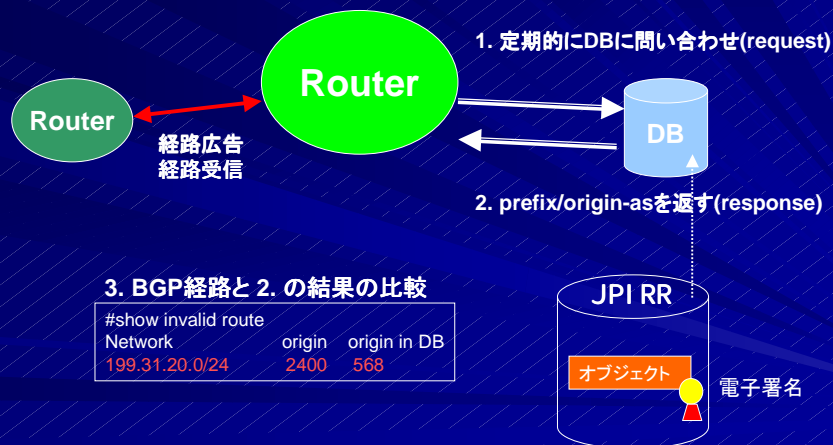 1. 定期的にDBに問い合わせ(request)
Router
Router
DB
経路広告
経路受信
2. prefix/origin-asを返す(response)
3. BGP経路と 2. の結果の比較
#show invalid route
Network origin origin in DB
199.31.20.0/24 2400 568
JPI RR
オブジェクト
電子署名